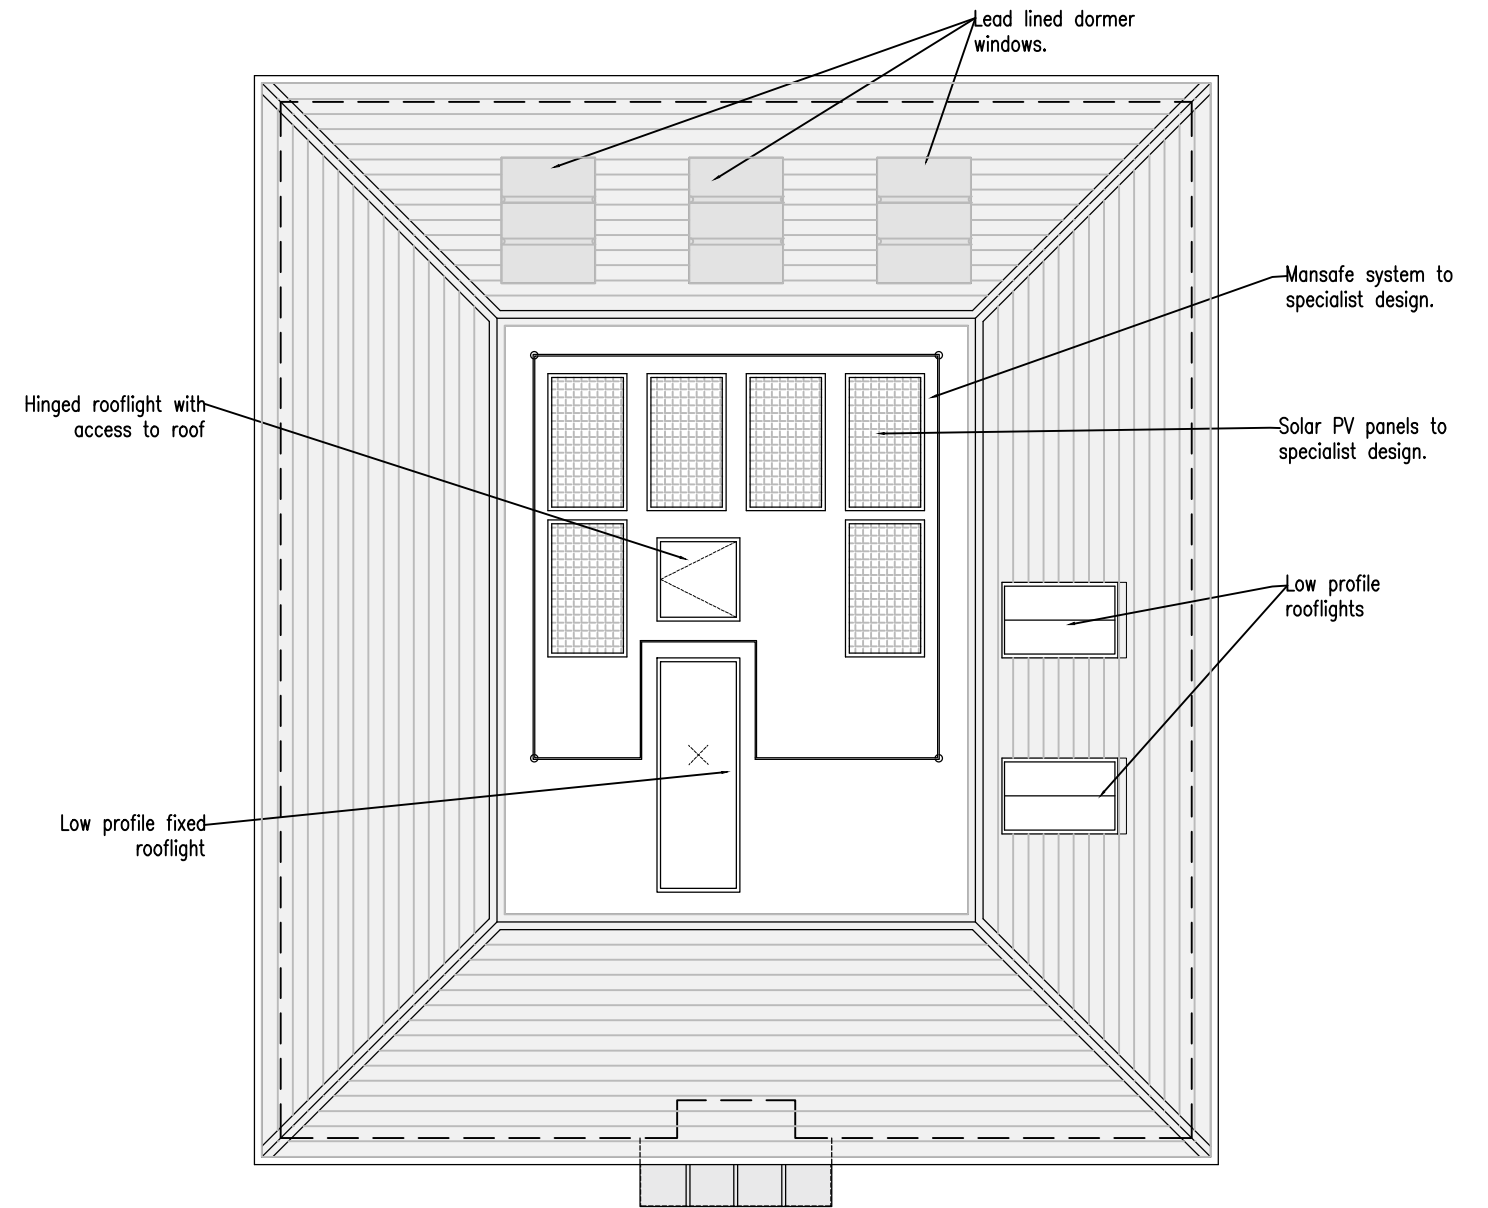 Lead lined dormer
windows.
Mansafe system to
specialist design.
Hinged rooflight with
access to roof
Solar PV panels to
specialist design.
Low profile
rooflights
Low profile fixed
rooflight